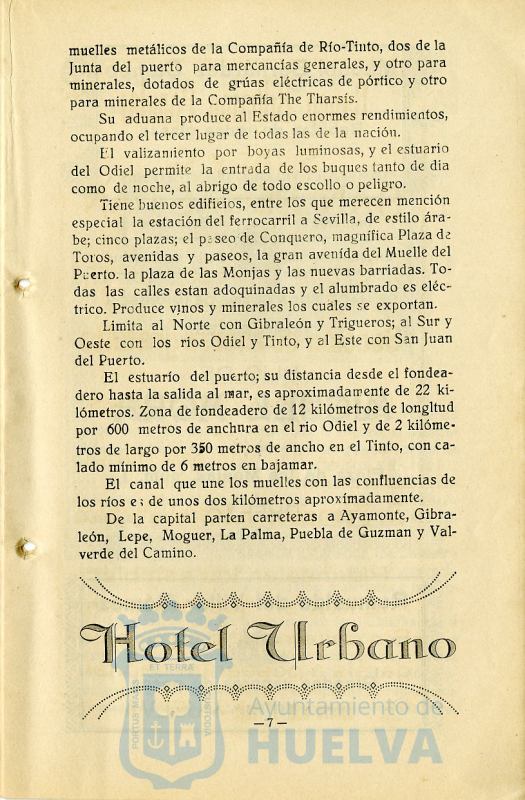 muelles metálicos de la Compañía de Río-Tinto, dos de la
Junta del puerto para mercancías generales, y otro para
minerales, dotados de grúas eléctricas de pórtico y otro
para minerales de la Compañía The Tharsis.
Su aduana produce al Estado enormes rendimientos,
ocupando el tercer lugar de todas las de la nación.
El valizamiento por boyas luminosas, y el estuario
del Odiel permite la entrada de los buques tanto de dia
como de noche, al abrigo de todo escollo o peligro.
Tiene buenos edificios, entre los que merecen mención
especial la estación del ferrocarril a Sevilla, de estilo ára-
be; cinco plazas; el paseo de Conquero, magnífica Plaza de
Toros, avenidas y paseos, la gran avenída del Muelle del
Puerto. la plaza de las Monjas y las nuevas barriadas. To-
das las calles estan adoquinadas y el alumbrado es eléc-
trico. Produce vinos y minerales los cuales se exportan.
Limita al Norte con Gibraleón y Trigueros; al Sur y
Oeste con los rios Odiel y Tinto, y al Este con San Juan
del Puerto.
El estuarío del puerto; su distancia desde el fondea-
dero hasta la salida al mar, es aproximadamente de 22 ki-
lómetros. Zona de fondeadero de 12 kilómetros de longltud
por 600 metros de anchnra en el rio Odiel y de 2 kilóme-
tros de largo por 350 metros de ancho en el Tinto, con ca-
lado mínimo de 6 metros en bajamar.
El canal que une los muelles con las confluencias de
los ríos es de unos dos kilómetros aproxímadamente.
De la capital parten carreteras a Ayamonte, Gibra-
león, Lepe, Moguer, La Palma, Puebla de Guzman y Val-
verde del Camino.
Hotel Urbano
ET TERRÆ
PORTUS MARIS
CUSTODIA
Ayuntamiento de
HUELVA
—7—